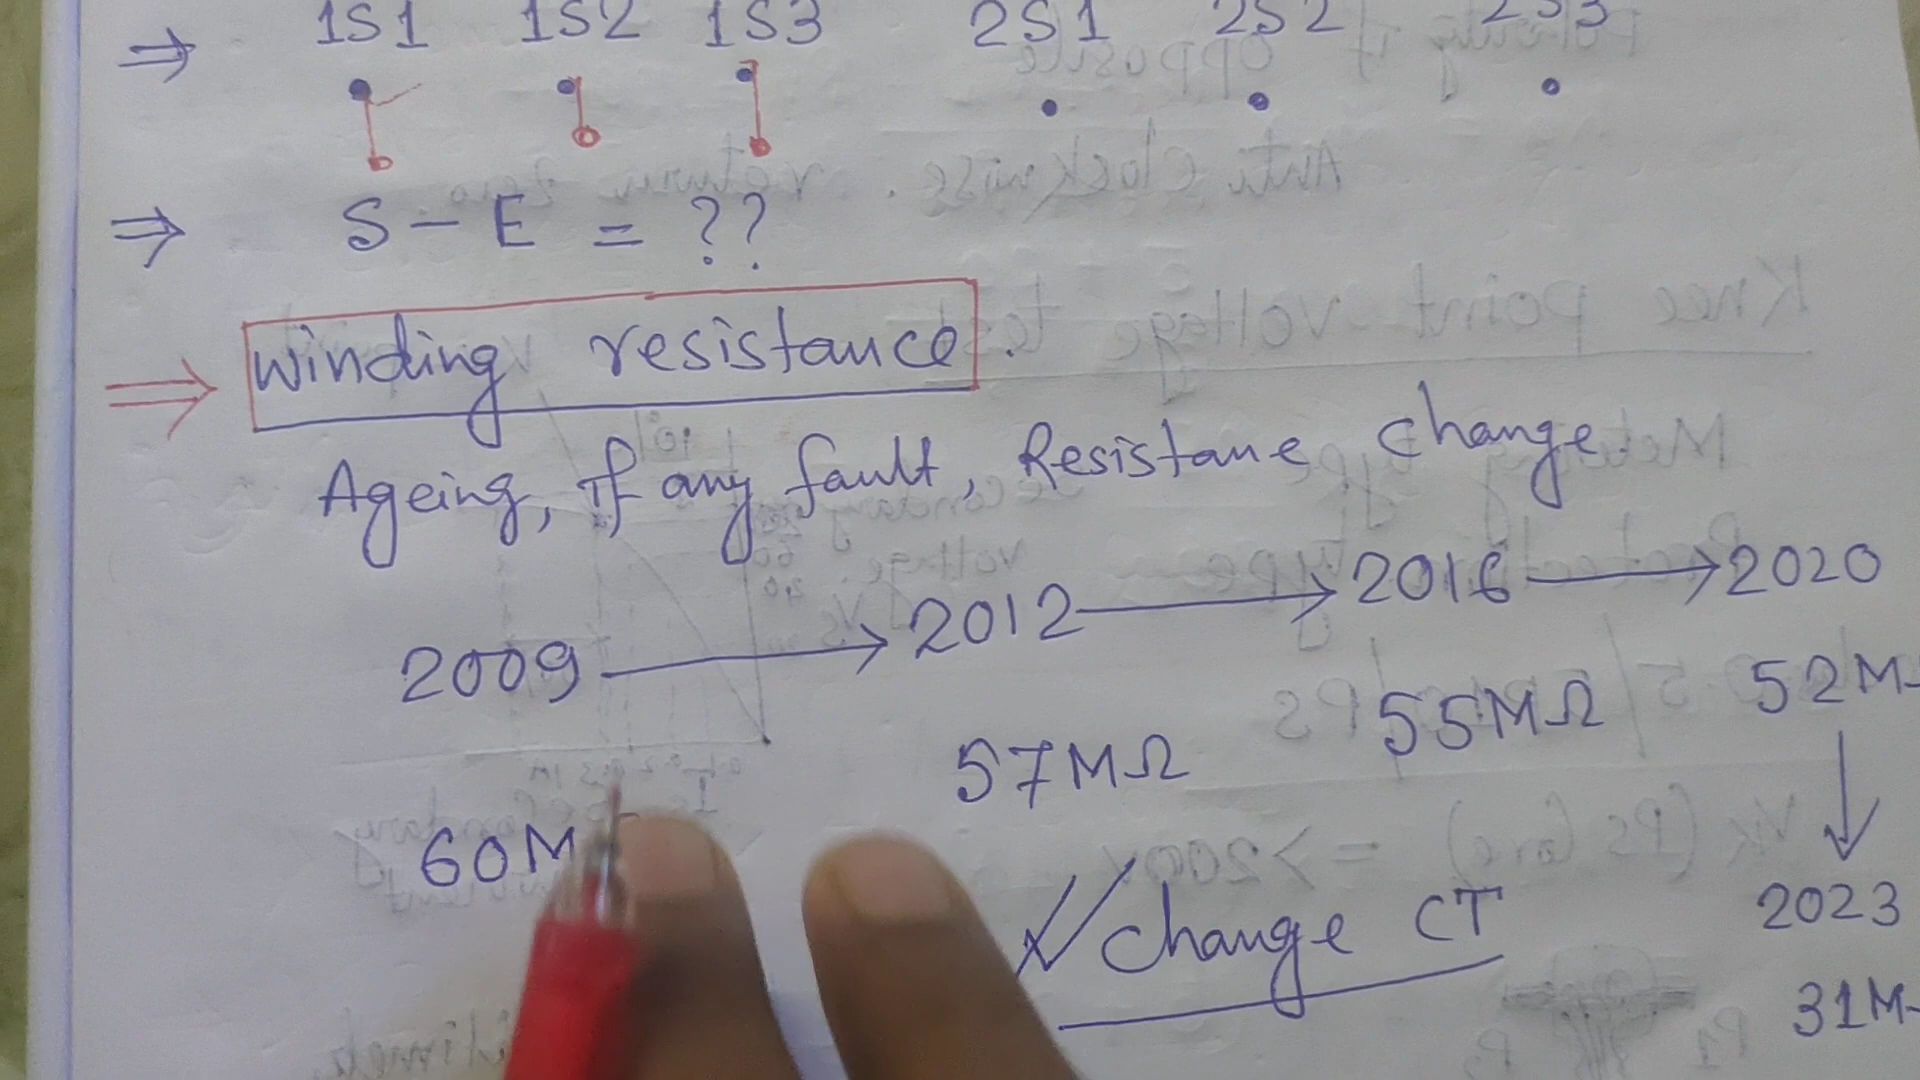 ⇒ 1S1 1S2 1S3 2S1 2S2 2S3
⇒ S - E = ??
⇒ Winding resistance.
Ageing, if any fault, Resistane change
2009 → 2012 → 2016 → 2020
60M 57MΩ 55MΩ 52M
change CT
2023
31M